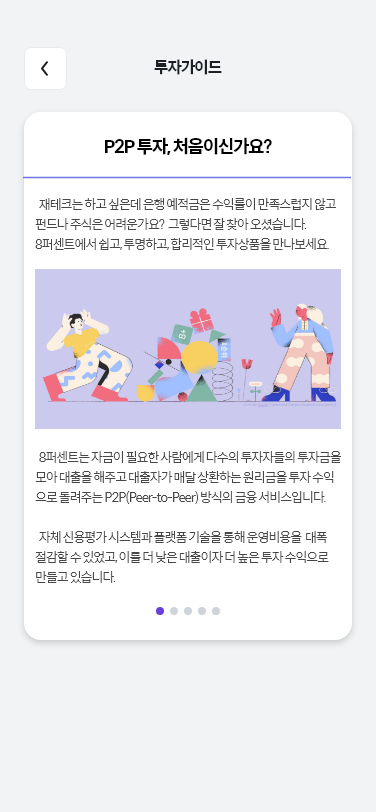 투자가이드
P2P 투자, 처음이신가요?
재테크는 하고 싶은데 은행 예적금은 수익률이 만족스럽지 않고
펀드나 주식은 어려운가요? 그렇다면 잘 찾아 오셨습니다.
8퍼센트에서 쉽고, 투명하고, 합리적인 투자상품을 만나보세요.
8퍼센트는 자금이 필요한 사람에게 다수의 투자자들의 투자금을
모아 대출을 해주고 대출자가 매달 상환하는 원리금을 투자 수익
으로 돌려주는 P2P(Peer-to-Peer) 방식의 금융 서비스입니다.
자체 신용평가 시스템과 플랫폼 기술을 통해 운영비용을 대폭
절감할 수 있었고, 이를 더 낮은 대출이자 더 높은 투자 수익으로
만들고 있습니다.